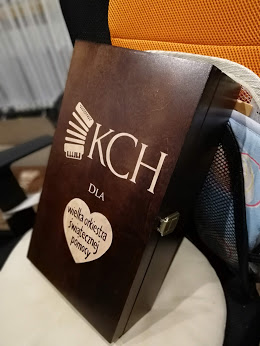 KCH
DLA
wielka orkiestra
świątecznej
pomocy